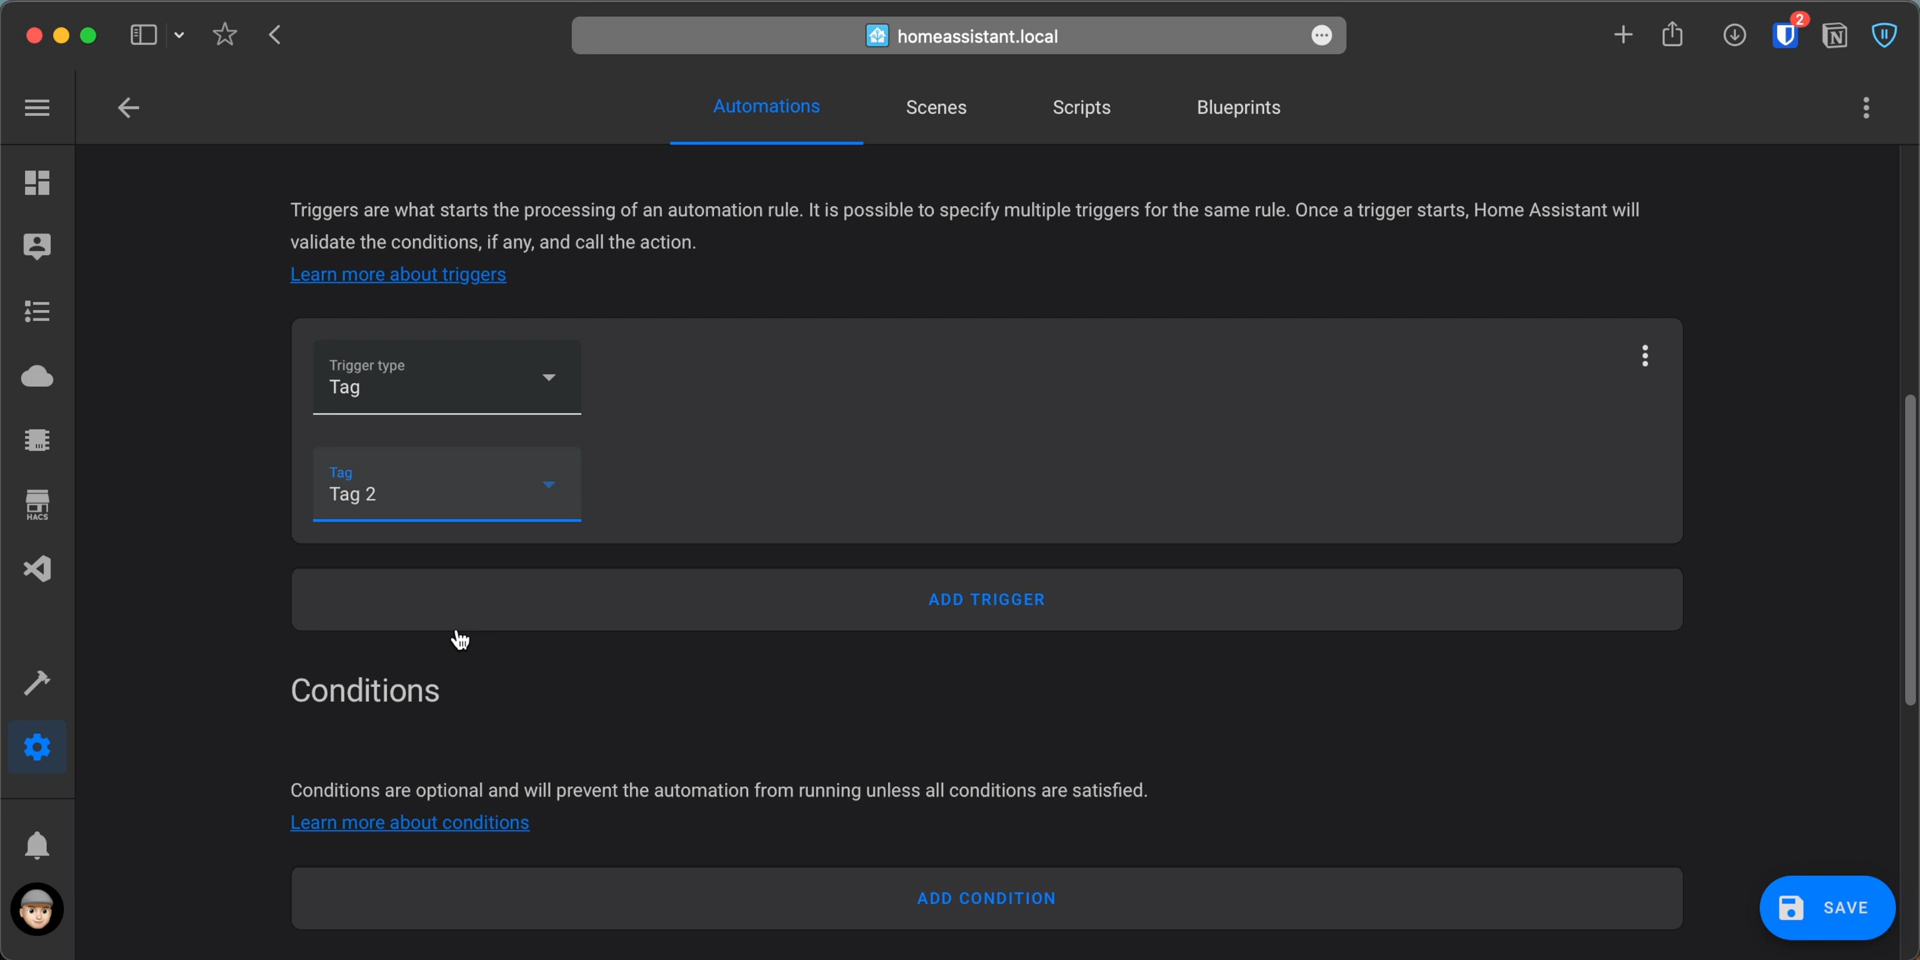 homeassistant.local
2
Automations
Scenes
Scripts
Blueprints
Triggers are what starts the processing of an automation rule. It is possible to specify multiple triggers for the same rule. Once a trigger starts, Home Assistant will
validate the conditions, if any, and call the action.
Learn more about triggers
Trigger type
Tag
Tag
Tag 2
HACS
ADD TRIGGER
Conditions
Conditions are optional and will prevent the automation from running unless all conditions are satisfied.
Learn more about conditions
ADD CONDITION
SAVE